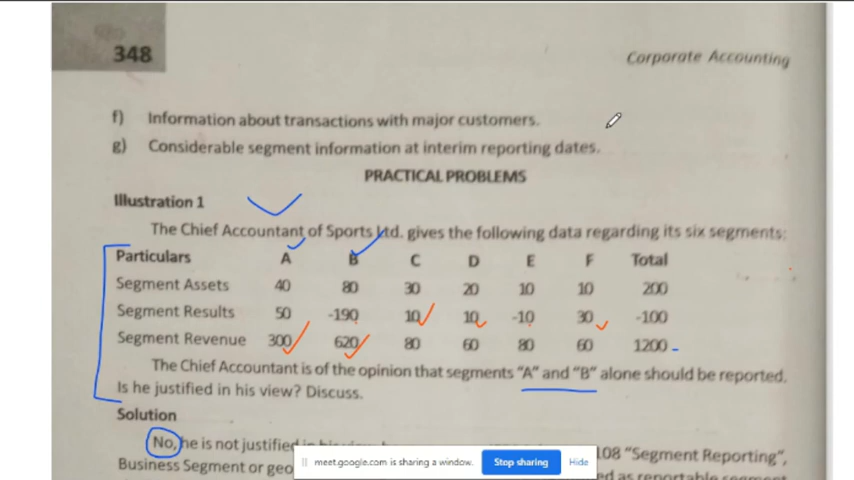 348
Corporate Accounting
f) Information about transactions with major customers.
g) Considerable segment information at interim reporting dates.
PRACTICAL PROBLEMS
Illustration 1
The Chief Accountant of Sports Ltd. gives the following data regarding its six segments:
Particulars A B C D E F Total
Segment Assets 40 80 30 20 10 10 200
Segment Results 50 -190 10 10 -10 30 -100
Segment Revenue 300 620 80 60 80 60 1200
The Chief Accountant is of the opinion that segments "A" and "B" alone should be reported.
Is he justified in his view? Discuss.
Solution
No, he is not justified 108 "Segment Reporting",
Business Segment or geo
meet.google.com is sharing a window. Stop sharing Hide
ed as reportable segment